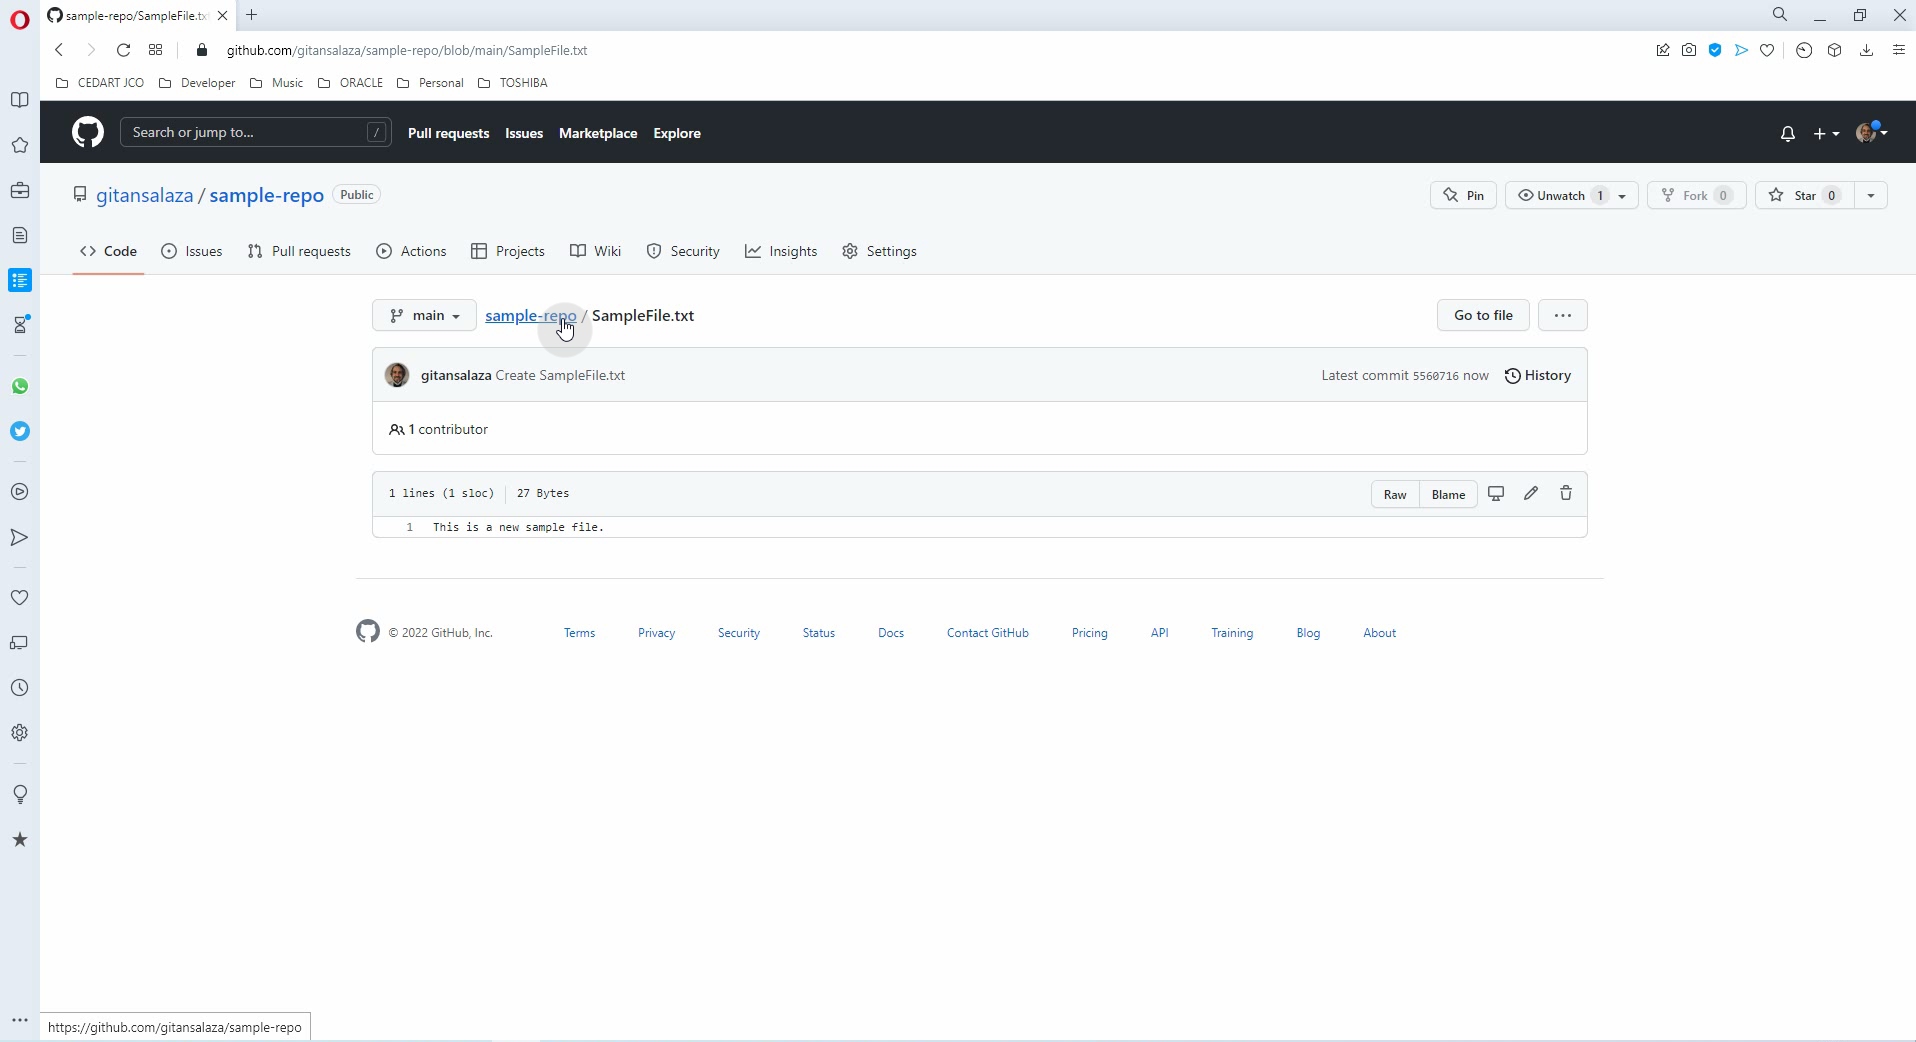 sample-repo/SampleFile.tx
github.com/gitansalaza/sample-repo/blob/main/SampleFile.txt
CEDART JCO Developer Music ORACLE Personal TOSHIBA
Search or jump to... / Pull requests Issues Marketplace Explore
gitansalaza / sample-repo Public Pin Unwatch 1 Fork 0 Star 0
<> Code Issues Pull requests Actions Projects Wiki Security Insights Settings
main sample-repo / SampleFile.txt Go to file ...
gitansalaza Create SampleFile.txt Latest commit 5560716 now History
1 contributor
1 lines (1 sloc) 27 Bytes Raw Blame
1 This is a new sample file.
© 2022 GitHub, Inc. Terms Privacy Security Status Docs Contact GitHub Pricing API Training Blog About
https://github.com/gitansalaza/sample-repo